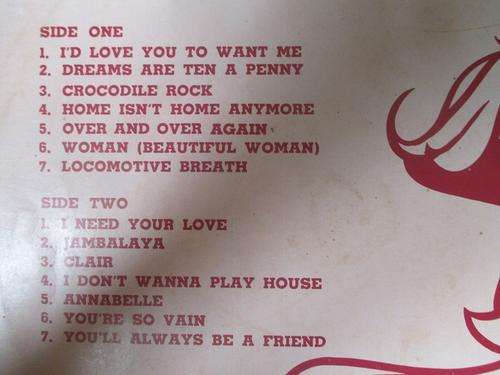 SIDE ONE
1. I'D LOVE YOU TO WANT ME
2. DREAMS ARE TEN A PENNY
3. CROCODILE ROCK
4. HOME ISN'T HOME ANYMORE
5. OVER AND OVER AGAIN
6. WOMAN (BEAUTIFUL WOMAN)
7. LOCOMOTIVE BREATH
SIDE TWO
1. I NEED YOUR LOVE
2. JAMBALAYA
3. CLAIR
4. I DON'T WANNA PLAY HOUSE
5. ANNABELLE
6. YOU'RE SO VAIN
7. YOU'LL ALWAYS BE A FRIEND